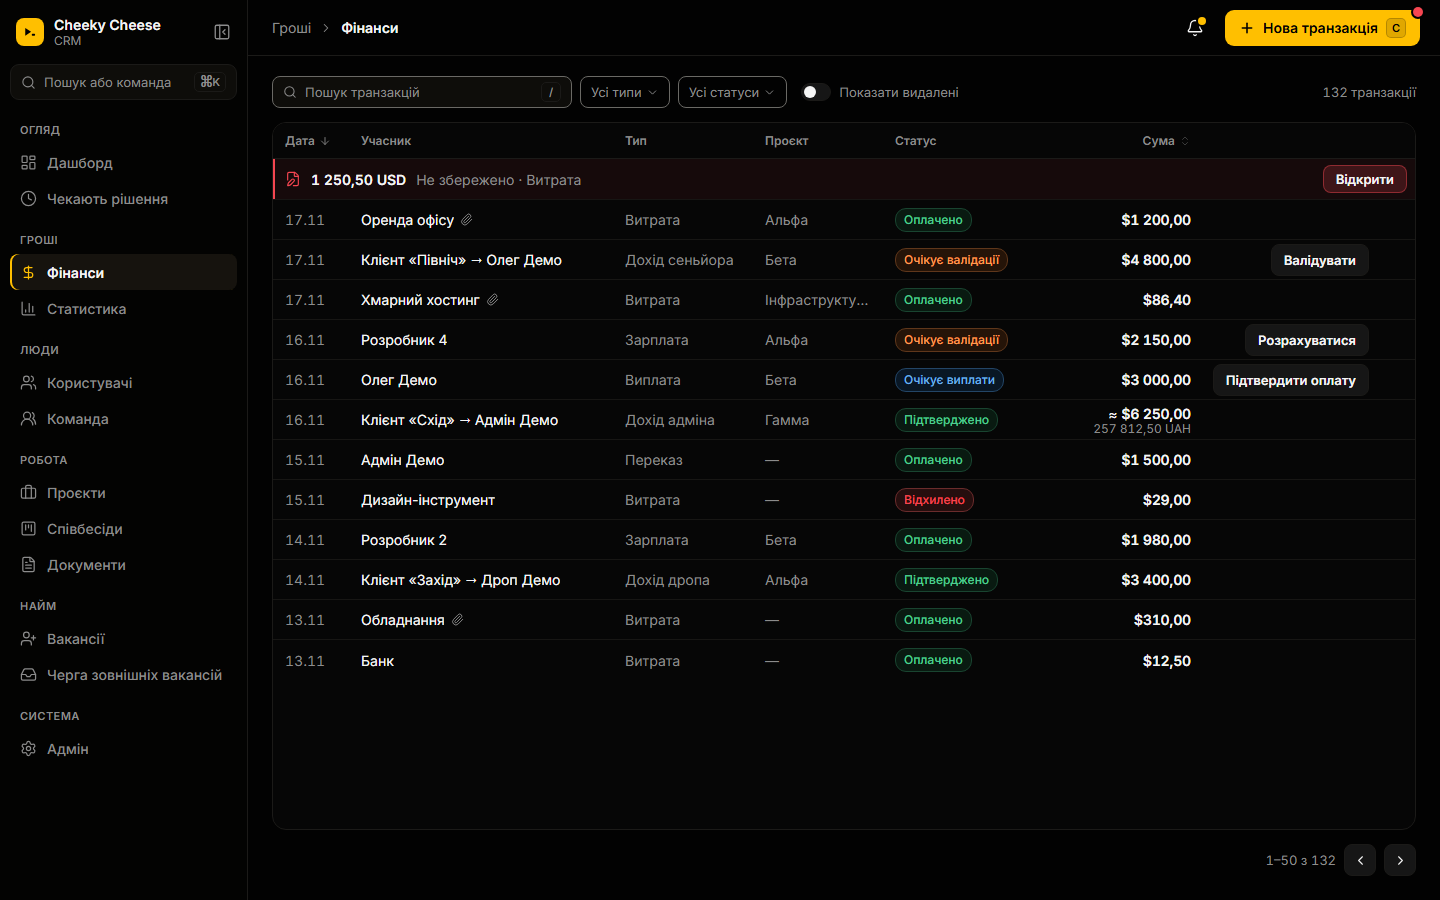 Cheeky Cheese
CRM
Пошук або команда ⌘K
ОГЛЯД
Дашборд
Чекають рішення
ГРОШІ
Фінанси
Статистика
ЛЮДИ
Користувачі
Команда
РОБОТА
Проєкти
Співбесіди
Документи
НАЙМ
Вакансії
Черга зовнішніх вакансій
СИСТЕМА
Адмін
Гроші > Фінанси
+ Нова транзакція C
Пошук транзакцій /
Усі типи
Усі статуси
Показати видалені
132 транзакції
Дата ↓ Учасник Тип Проєкт Статус Сума
1 250,50 USD Не збережено · Витрата Відкрити
17.11 Оренда офісу Витрата Альфа Оплачено $1 200,00
17.11 Клієнт «Північ» → Олег Демо Дохід сеньйора Бета Очікує валідації $4 800,00 Валідувати
17.11 Хмарний хостинг Витрата Інфраструкту... Оплачено $86,40
16.11 Розробник 4 Зарплата Альфа Очікує валідації $2 150,00 Розрахуватися
16.11 Олег Демо Виплата Бета Очікує виплати $3 000,00 Підтвердити оплату
16.11 Клієнт «Схід» → Адмін Демо Дохід адміна Гамма Підтверджено ≈ $6 250,00
257 812,50 UAH
15.11 Адмін Демо Переказ — Оплачено $1 500,00
15.11 Дизайн-інструмент Витрата — Відхилено $29,00
14.11 Розробник 2 Зарплата Бета Оплачено $1 980,00
14.11 Клієнт «Захід» → Дроп Демо Дохід дропа Альфа Підтверджено $3 400,00
13.11 Обладнання Витрата — Оплачено $310,00
13.11 Банк Витрата — Оплачено $12,50
1–50 з 132